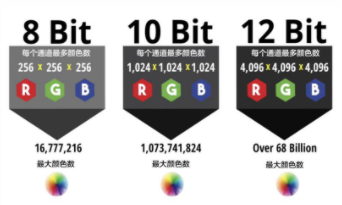 8 Bit
每个通道最多颜色数
256 x 256 x 256
R G B
16,777,216
最大颜色数
10 Bit
每个通道最多颜色数
1,024 x 1,024 x 1,024
R G B
1,073,741,824
最大颜色数
12 Bit
每个通道最多颜色数
4,096 x 4,096 x 4,096
R G B
Over 68 Billion
最大颜色数